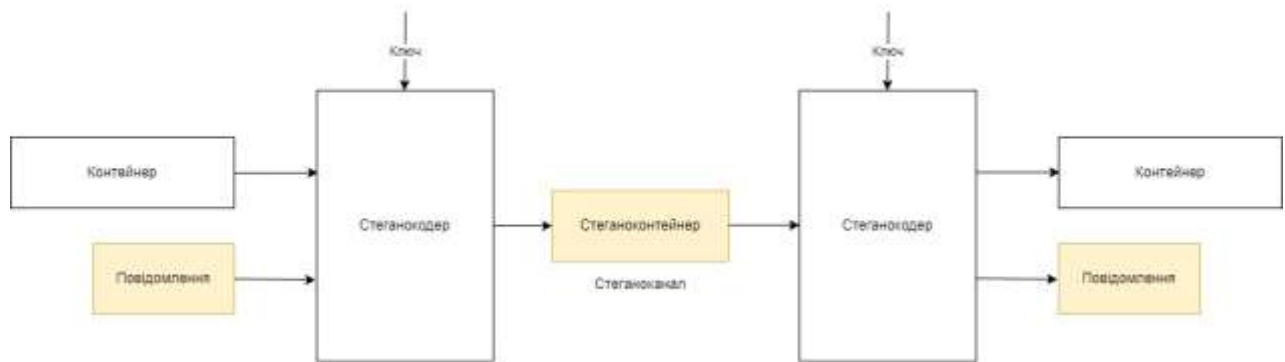 Ключ
Ключ
Контейнер
Контейнер
Стеганокодер
Стеганоконтейнер
Стеганокодер
Повідомлення
Стеганоканал
Повідомлення